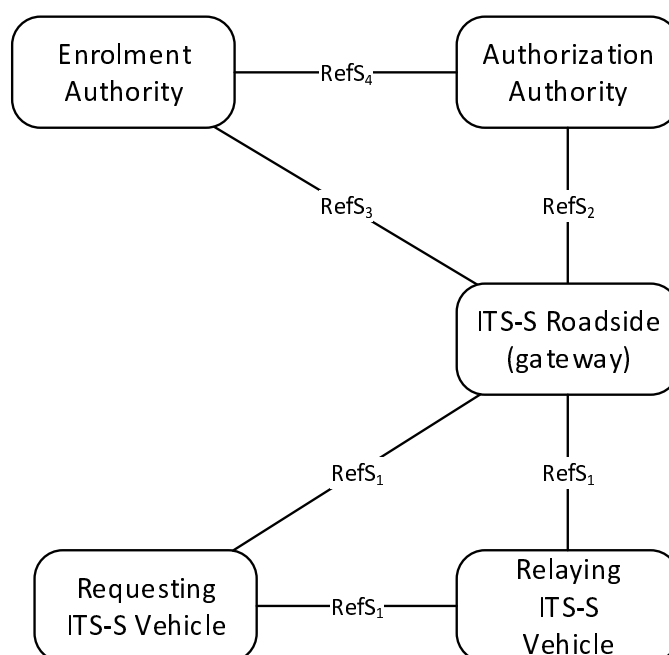 Enrolment
Authority
RefS₄
Authorization
Authority
RefS₃
RefS₂
ITS-S Roadside
(gateway)
RefS₁
RefS₁
Requesting
ITS-S Vehicle
RefS₁
Relaying
ITS-S
Vehicle